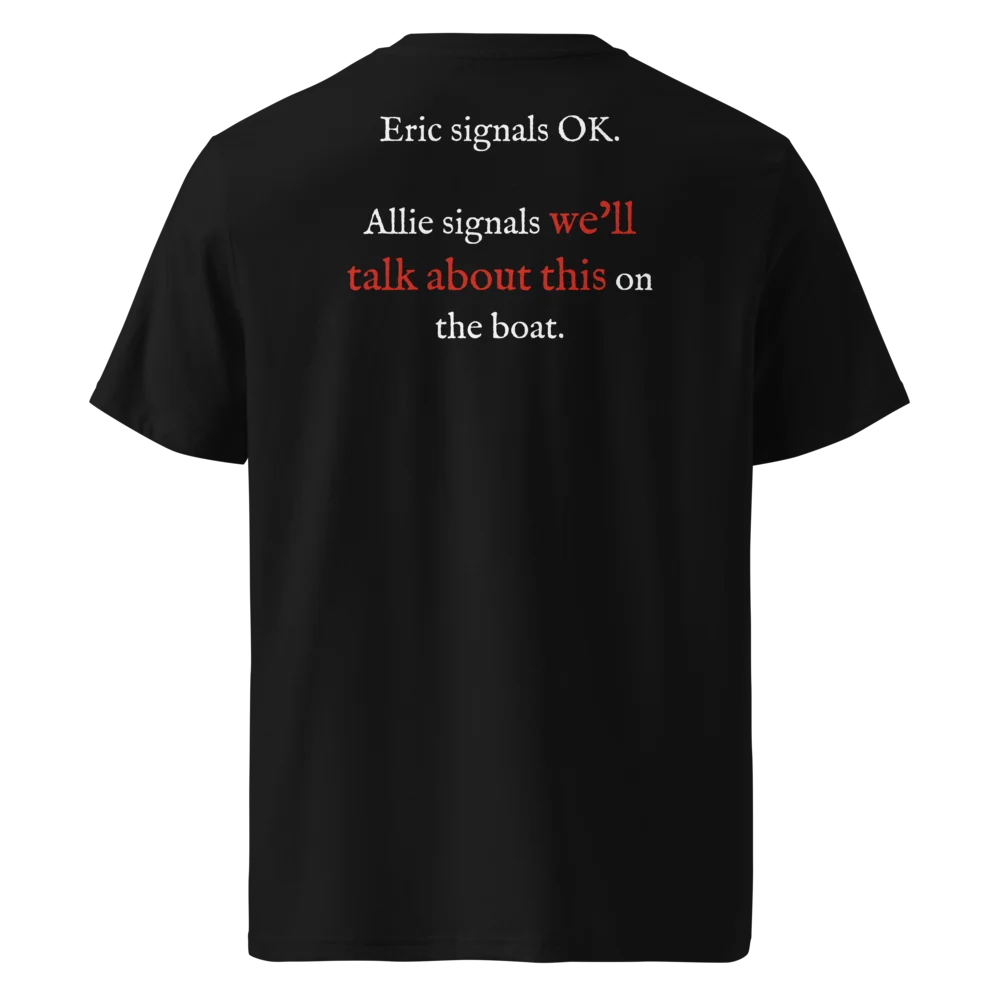 Eric signals OK.
Allie signals we’ll
talk about this on
the boat.